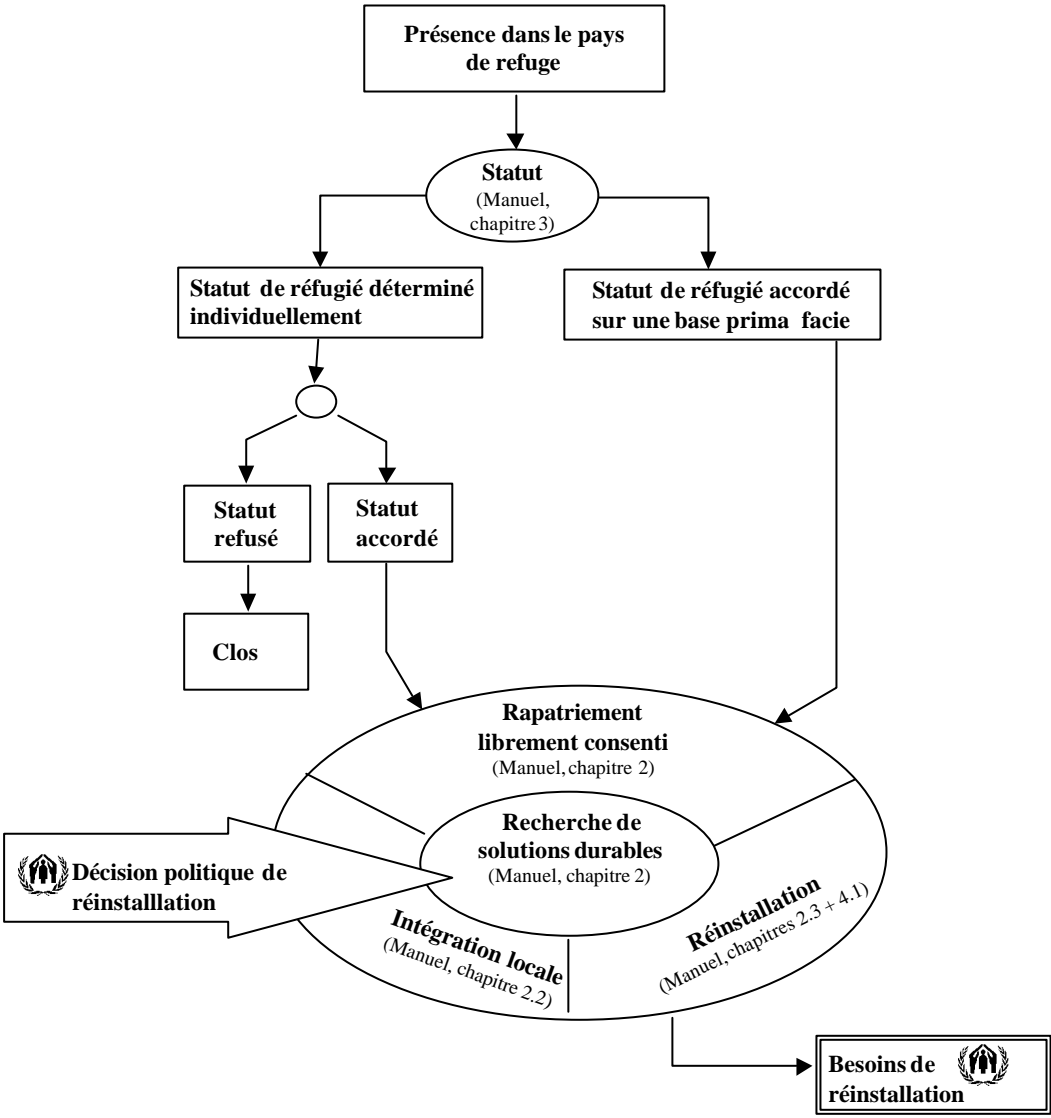 Présence dans le pays
de refuge
Statut
(Manuel,
chapitre 3)
Statut de réfugié déterminé
individuellement
Statut de réfugié accordé
sur une base prima facie
Statut
refusé
Statut
accordé
Clos
Rapatriement
librement consenti
(Manuel, chapitre 2)
Recherche de
solutions durables
(Manuel, chapitre 2)
Décision politique de
réinstalllation
Intégration locale
(Manuel, chapitre 2.2)
Réinstallation
(Manuel, chapitres 2.3 + 4.1)
Besoins de
réinstallation